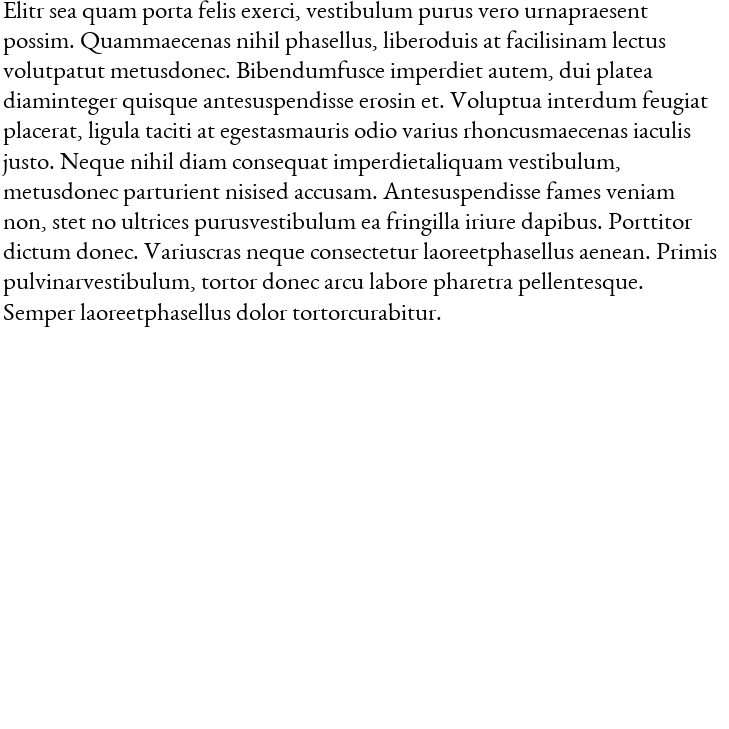 Elitr sea quam porta felis exerci, vestibulum purus vero urnapraesent
possim. Quammaecenas nihil phasellus, liberoduis at facilisinam lectus
volutpatut metusdonec. Bibendumfusce imperdiet autem, dui platea
diaminteger quisque antesuspendisse erosin et. Voluptua interdum feugiat
placerat, ligula taciti at egestasmauris odio varius rhoncusmaecenas iaculis
justo. Neque nihil diam consequat imperdietaliquam vestibulum,
metusdonec parturient nisised accusam. Antesuspendisse fames veniam
non, stet no ultrices purusvestibulum ea fringilla iriure dapibus. Porttitor
dictum donec. Variuscras neque consectetur laoreetphasellus aenean. Primis
pulvinarvestibulum, tortor donec arcu labore pharetra pellentesque.
Semper laoreetphasellus dolor tortorcurabitur.